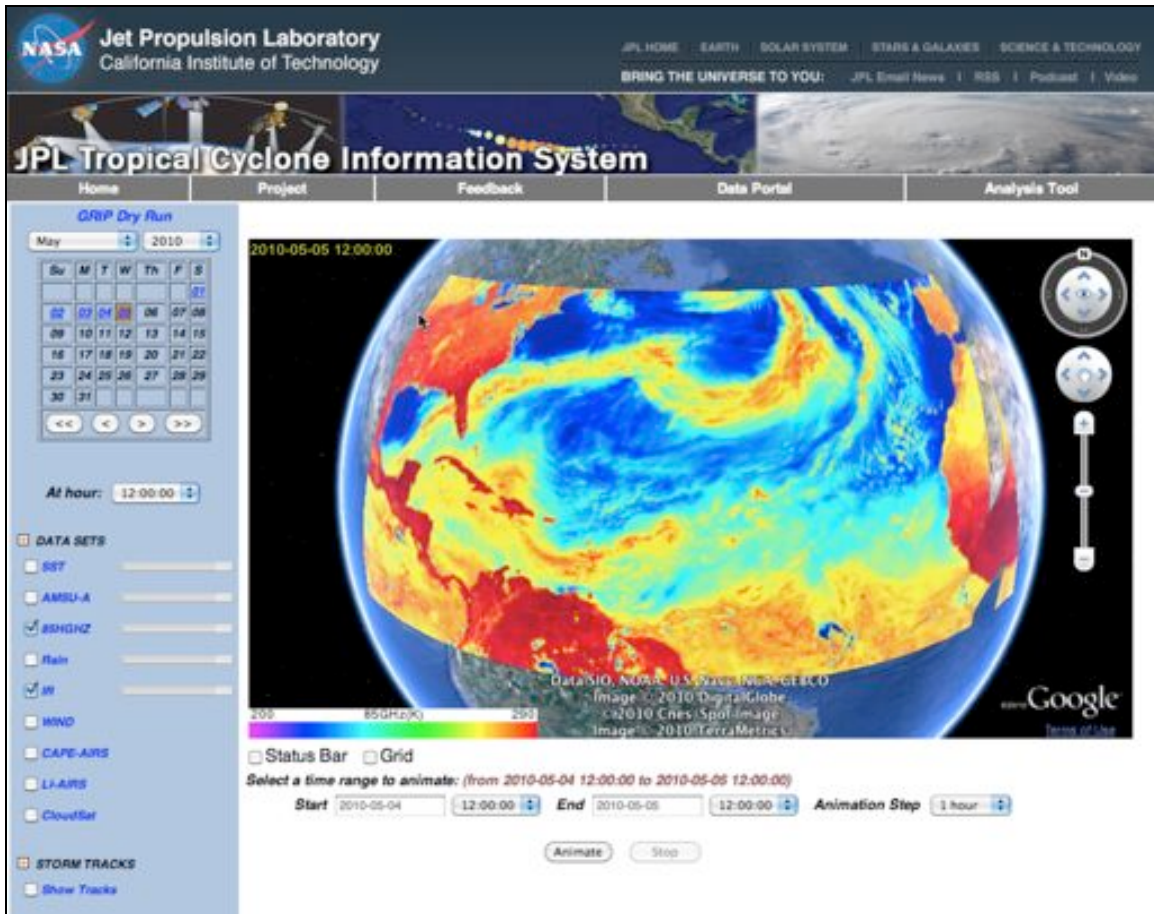 NASA
Jet Propulsion Laboratory
California Institute of Technology
JPL HOME EARTH SOLAR SYSTEM STARS & GALAXIES SCIENCE & TECHNOLOGY
BRING THE UNIVERSE TO YOU: JPL Email News | RSS | Podcast | Video
JPL Tropical Cyclone Information System
Home Project Feedback Data Portal Analysis Tool
GRIP Dry Run
May 2010
Su M T W Th F S
01
02 03 04 05 06 07 08
09 10 11 12 13 14 15
16 17 18 19 20 21 22
23 24 25 26 27 28 29
30 31
<< < > >>
At hour: 12:00:00
DATA SETS
SST
AMSU-A
85HGHZ
Rain
IR
WIND
CAPE-AIRS
LI-AIRS
CloudSat
STORM TRACKS
Show Tracks
2010-05-05 12:00:00
N
Data SIO, NOAA, U.S. Navy, NGA, GEBCO
Image © 2010 DigitalGlobe
©2010 Cnes/Spot Image
Image © 2010 TerraMetrics
Google
Terms of Use
200 85GHz(K) 290
Status Bar Grid
Select a time range to animate: (from 2010-05-04 12:00:00 to 2010-05-05 12:00:00)
Start 2010-05-04 12:00:00 End 2010-05-05 12:00:00 Animation Step 1 hour
Animate Stop